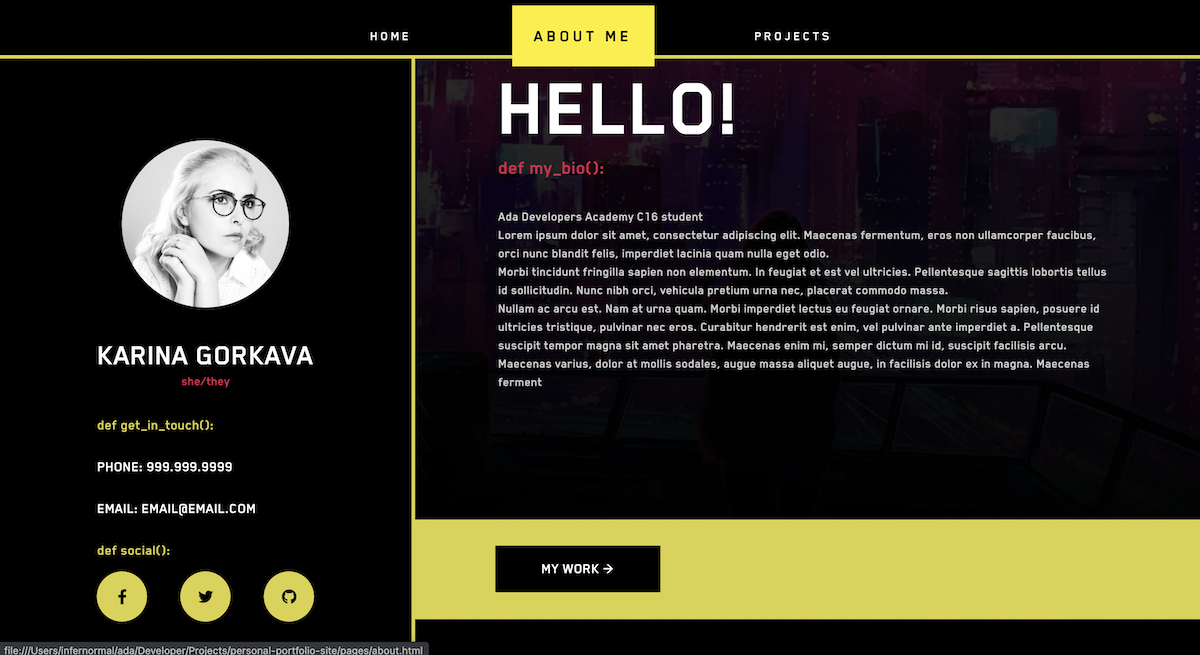 HOME
ABOUT ME
PROJECTS
HELLO!
def my_bio():
Ada Developers Academy C16 student
Lorem ipsum dolor sit amet, consectetur adipiscing elit. Maecenas fermentum, eros non ullamcorper faucibus,
orci nunc blandit felis, imperdiet lacinia quam nulla eget odio.
Morbi tincidunt fringilla sapien non elementum. In feugiat et est vel ultricies. Pellentesque sagittis lobortis tellus
id sollicitudin. Nunc nibh orci, vehicula pretium urna nec, placerat commodo massa.
Nullam ac arcu est. Nam at urna quam. Morbi imperdiet lectus eu feugiat ornare. Morbi risus sapien, posuere id
ultricies tristique, pulvinar nec eros. Curabitur hendrerit est enim, vel pulvinar ante imperdiet a. Pellentesque
suscipit tempor magna sit amet pharetra. Maecenas enim mi, semper dictum mi id, suscipit facilisis arcu.
Maecenas varius, dolor at mollis sodales, augue massa aliquet augue, in facilisis dolor ex in magna. Maecenas
ferment
KARINA GORKAVA
she/they
def get_in_touch():
PHONE: 999.999.9999
EMAIL: EMAIL@EMAIL.COM
def social():
MY WORK →
file:///Users/infernormal/ada/Developer/Projects/personal-portfolio-site/pages/about.html